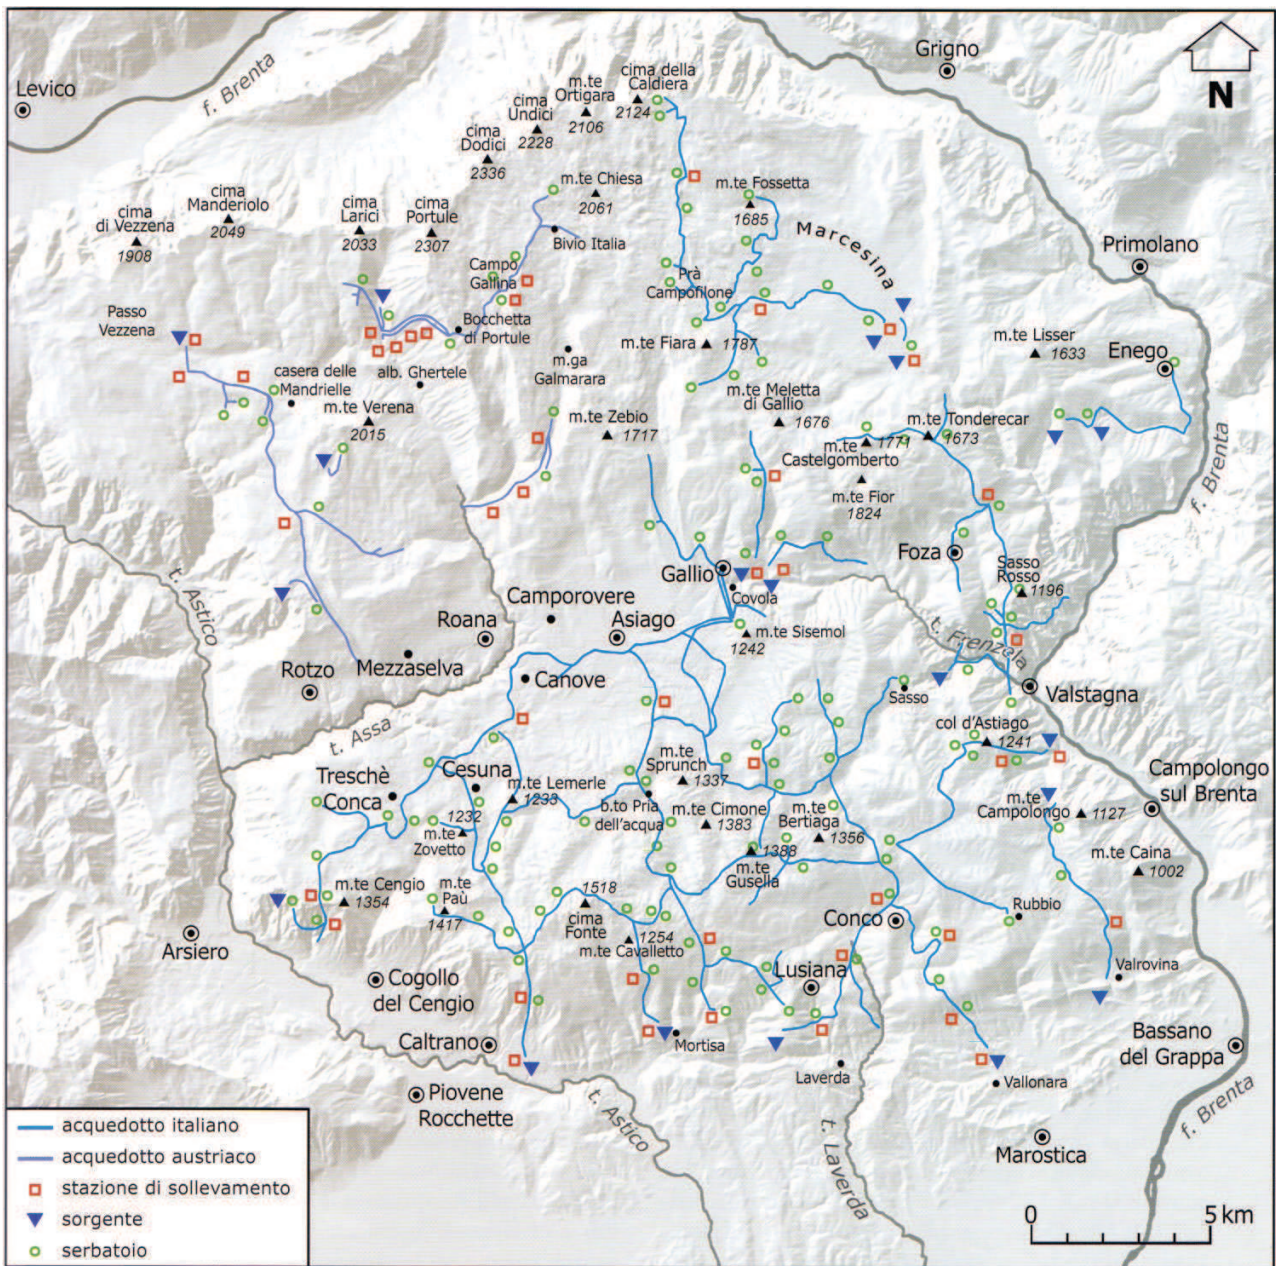 Levico
f. Brenta
Grigno
N
cima della
Caldiera
2124
m.te
Ortigara
2106
cima
Undici
2228
cima
Dodici
2336
m.te Chiesa
2061
m.te Fossetta
1685
Marcesina
cima
di Vezzena
1908
cima
Manderiolo
2049
cima
Larici
2033
cima
Portule
2307
Bivio Italia
Primolano
Campo
Gallina
Prà
Campofilone
Passo
Vezzena
Bocchetta
di Portule
m.te Fiara
1787
m.te Lisser
1633
Enego
casera delle
Mandrielle
alb. Ghertele
m.ga
Galmarara
m.te Verena
2015
m.te Zebio
1717
m.te Meletta
di Gallio
1676
m.te Tonderecar
1673
m.te
Castelgomberto
1771
m.te Fior
1824
f. Brenta
Foza
Gallio
Covola
Sasso
Rosso
1196
t. Astico
Camporovere
Roana
Asiago
m.te Sisemol
1242
t. Frenzela
Mezzaselva
Rotzo
Canove
Sasso
Valstagna
t. Assa
col d'Astiago
1241
Treschè
Conca
Cesuna
m.te Lemerle
1233
m.te
Sprunch
1337
Campolongo
sul Brenta
1232
m.te
Zovetto
b.to Pria
dell'acqua
m.te Cimone
1383
m.te
Bertiaga
1356
m.te
Campolongo
1127
m.te
Gusella
1388
m.te Caina
1002
m.te Cengio
1354
m.te
Paù
1417
1518
cima
Fonte
1254
m.te Cavalletto
Conco
Rubbio
Arsiero
Cogollo
del Cengio
Lusiana
Valrovina
Caltrano
Mortisa
Bassano
del Grappa
Laverda
Vallonara
Piovene
Rocchette
t. Astico
t. Laverda
f. Brenta
Marostica
acquedotto italiano
acquedotto austriaco
stazione di sollevamento
sorgente
serbatoio
0 5 km